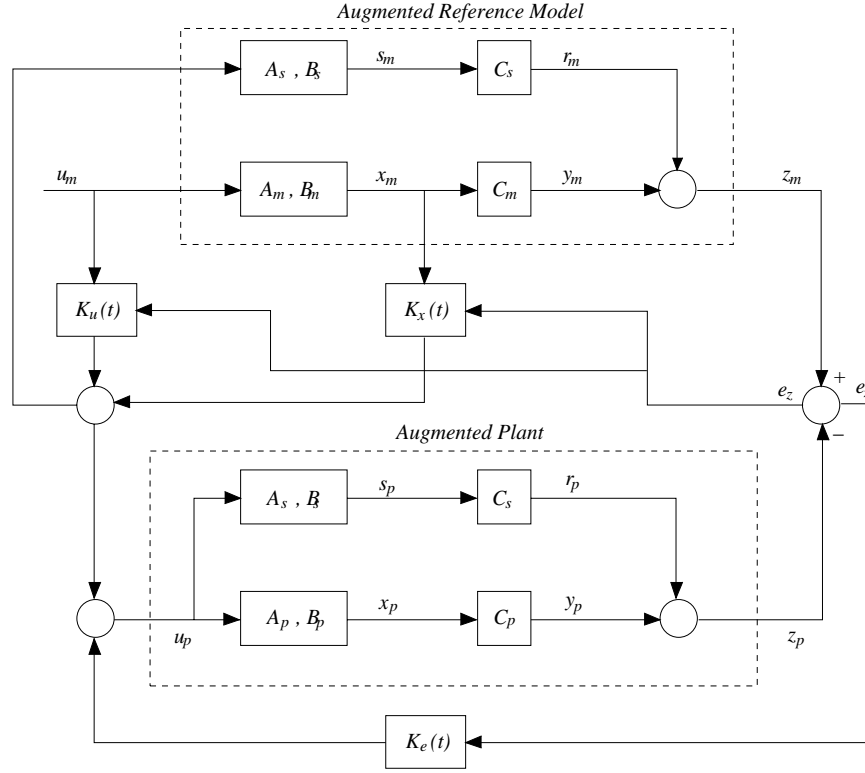 Augmented Reference Model
A_s , B_s
s_m
C_s
r_m
u_m
A_m , B_m
x_m
C_m
y_m
z_m
K_u(t)
K_x(t)
+
e_z
e_z
−
Augmented Plant
A_s , B_s
s_p
C_s
r_p
u_p
A_p , B_p
x_p
C_p
y_p
z_p
K_e(t)